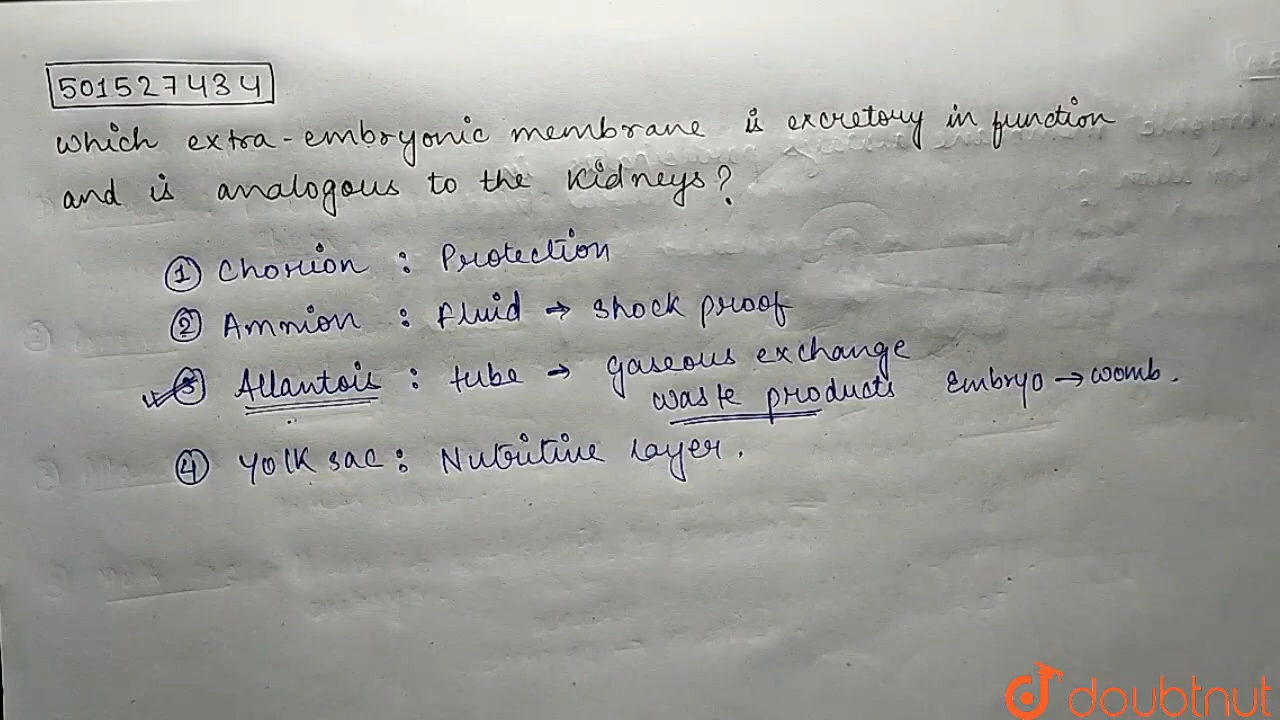 501527434
which extra-embryonic membrane is excretory in function
and is analogous to the kidneys?
① Chorion : Protection
② Amnion : fluid → shock proof
③ Allantois : tube → gaseous exchange
waste products Embryo → womb.
④ Yolk sac : Nutritive layer.
doubtnut